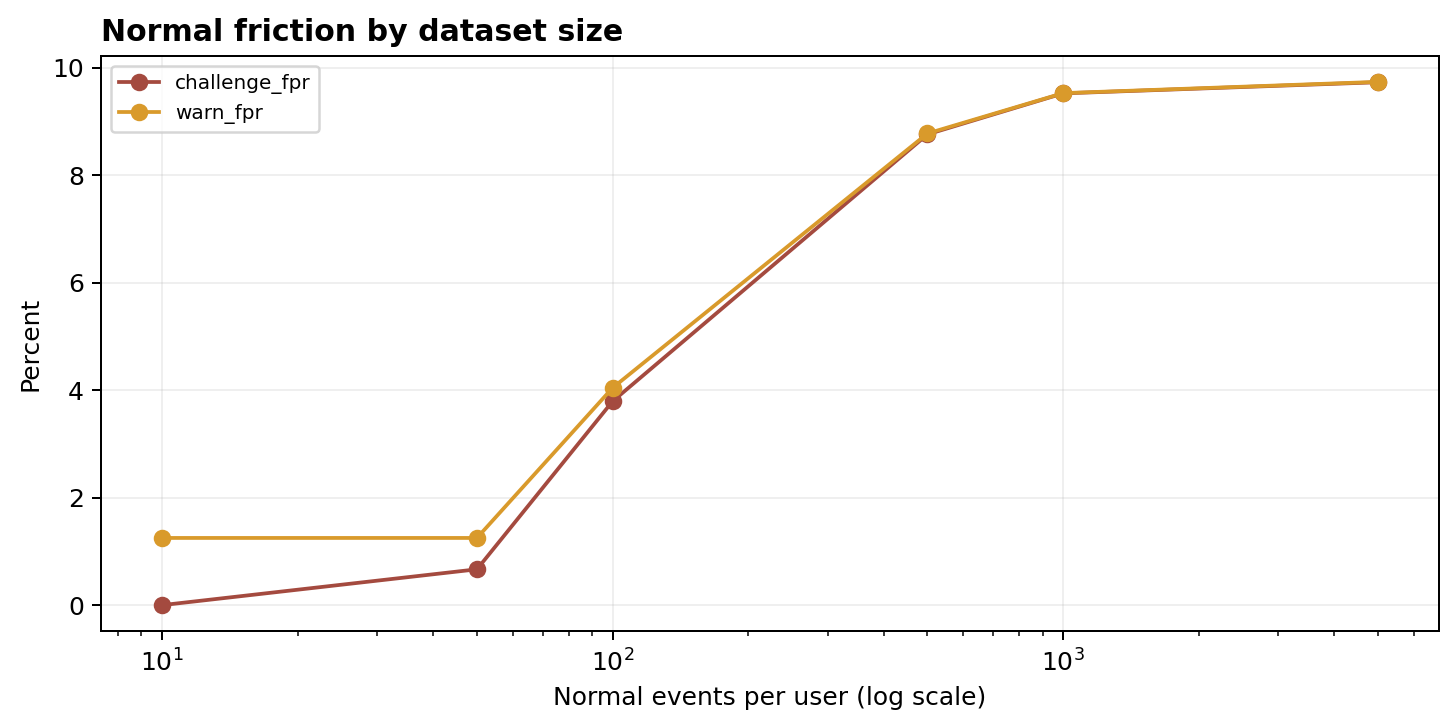 Normal friction by dataset size
challenge_fpr
warn_fpr
10
8
6
4
2
0
Percent
10¹
10²
10³
Normal events per user (log scale)